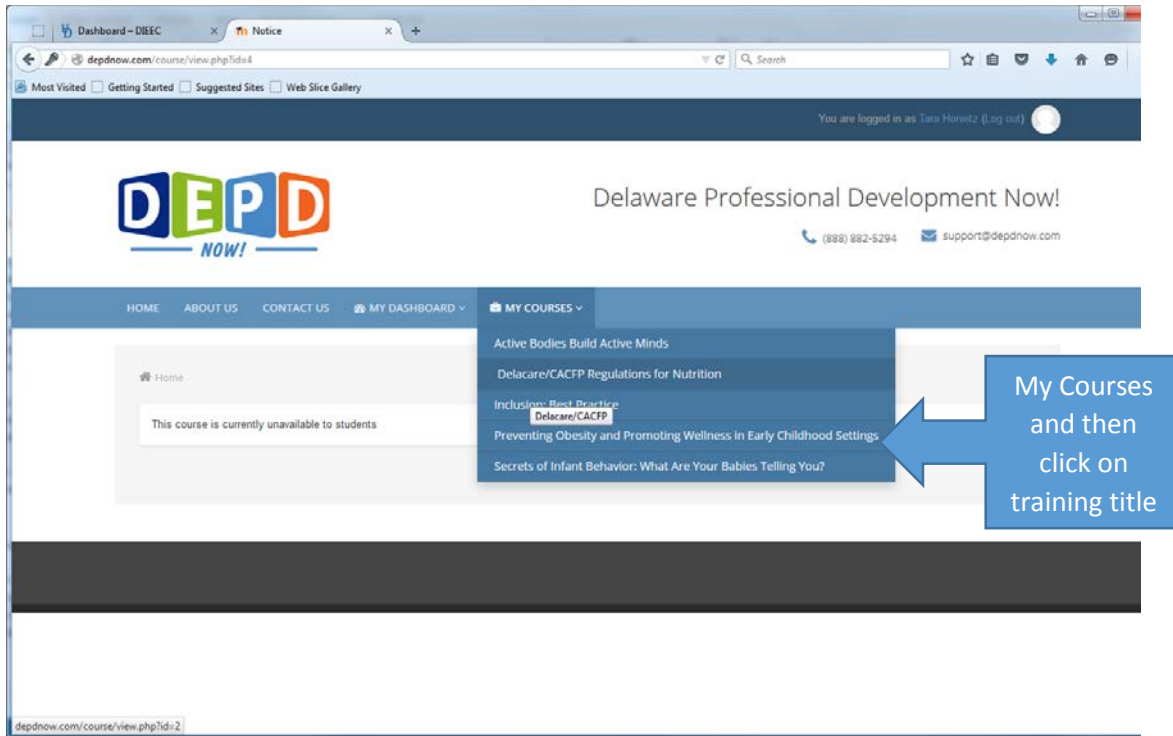 Dashboard – DIEEC × Notice × +
depdnow.com/course/view.php?id=4 Search
Most Visited Getting Started Suggested Sites Web Slice Gallery
You are logged in as Tara Horwitz (Log out)
DEPD
NOW!
Delaware Professional Development Now!
(888) 882-5294 support@depdnow.com
HOME ABOUT US CONTACT US MY DASHBOARD MY COURSES
Active Bodies Build Active Minds
Home
Delacare/CACFP Regulations for Nutrition
Inclusion: Best Practice
Delacare/CACFP
This course is currently unavailable to students
Preventing Obesity and Promoting Wellness in Early Childhood Settings
Secrets of Infant Behavior: What Are Your Babies Telling You?
My Courses
and then
click on
training title
depdnow.com/course/view.php?id=2